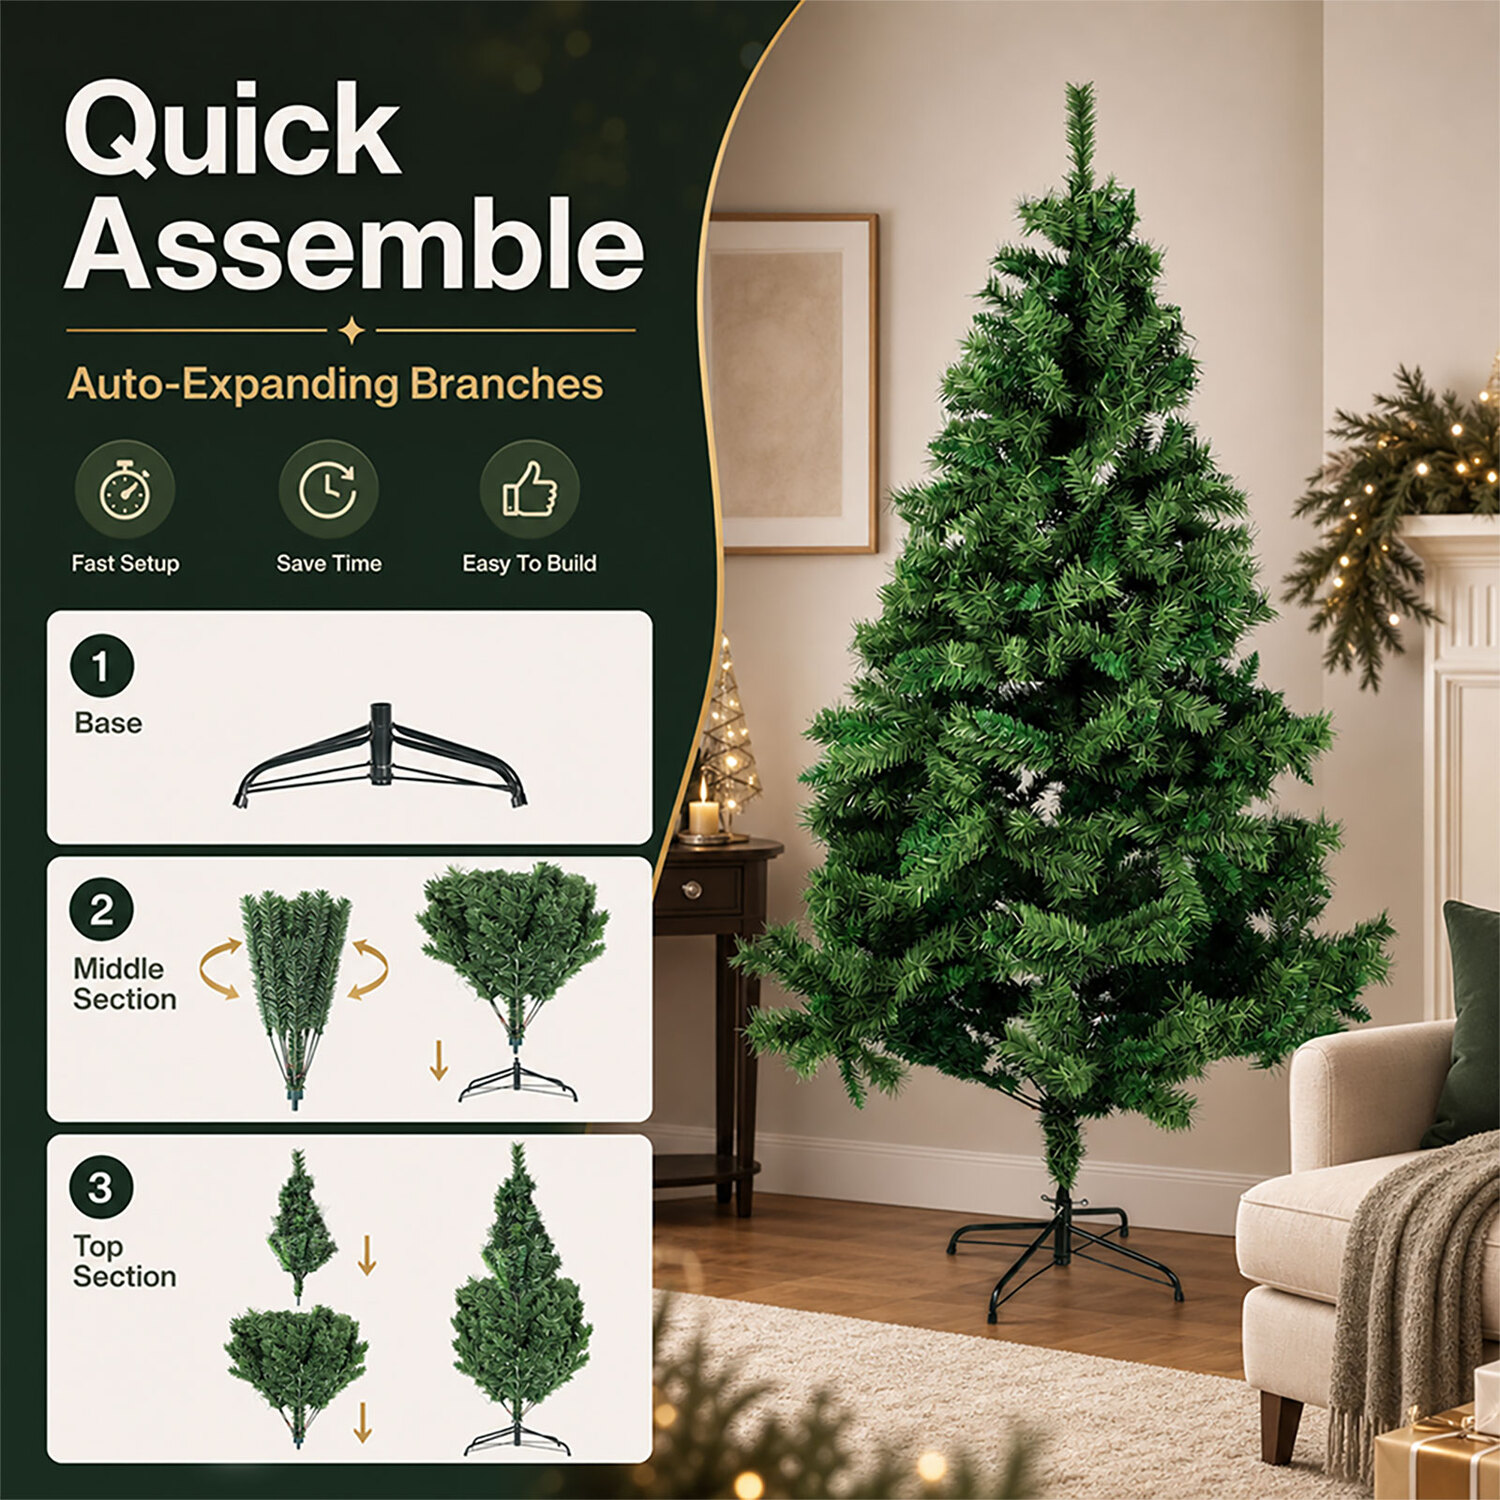 Quick
Assemble
Auto-Expanding Branches
Fast Setup
Save Time
Easy To Build
1
Base
2
Middle
Section
3
Top
Section